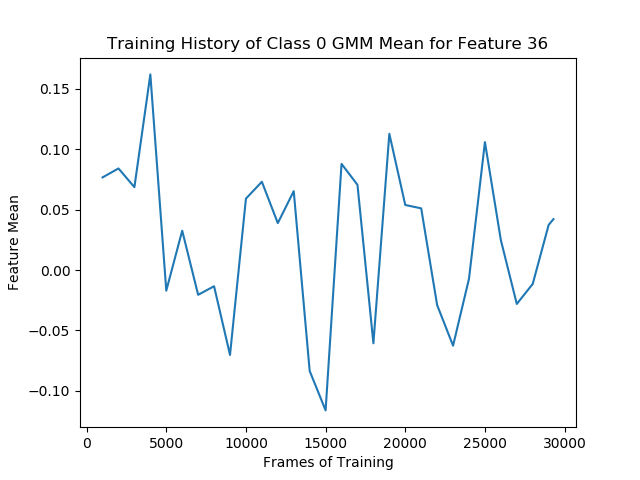 Training History of Class 0 GMM Mean for Feature 36
0.15
0.10
0.05
0.00
−0.05
−0.10
Feature Mean
0 5000 10000 15000 20000 25000 30000
Frames of Training